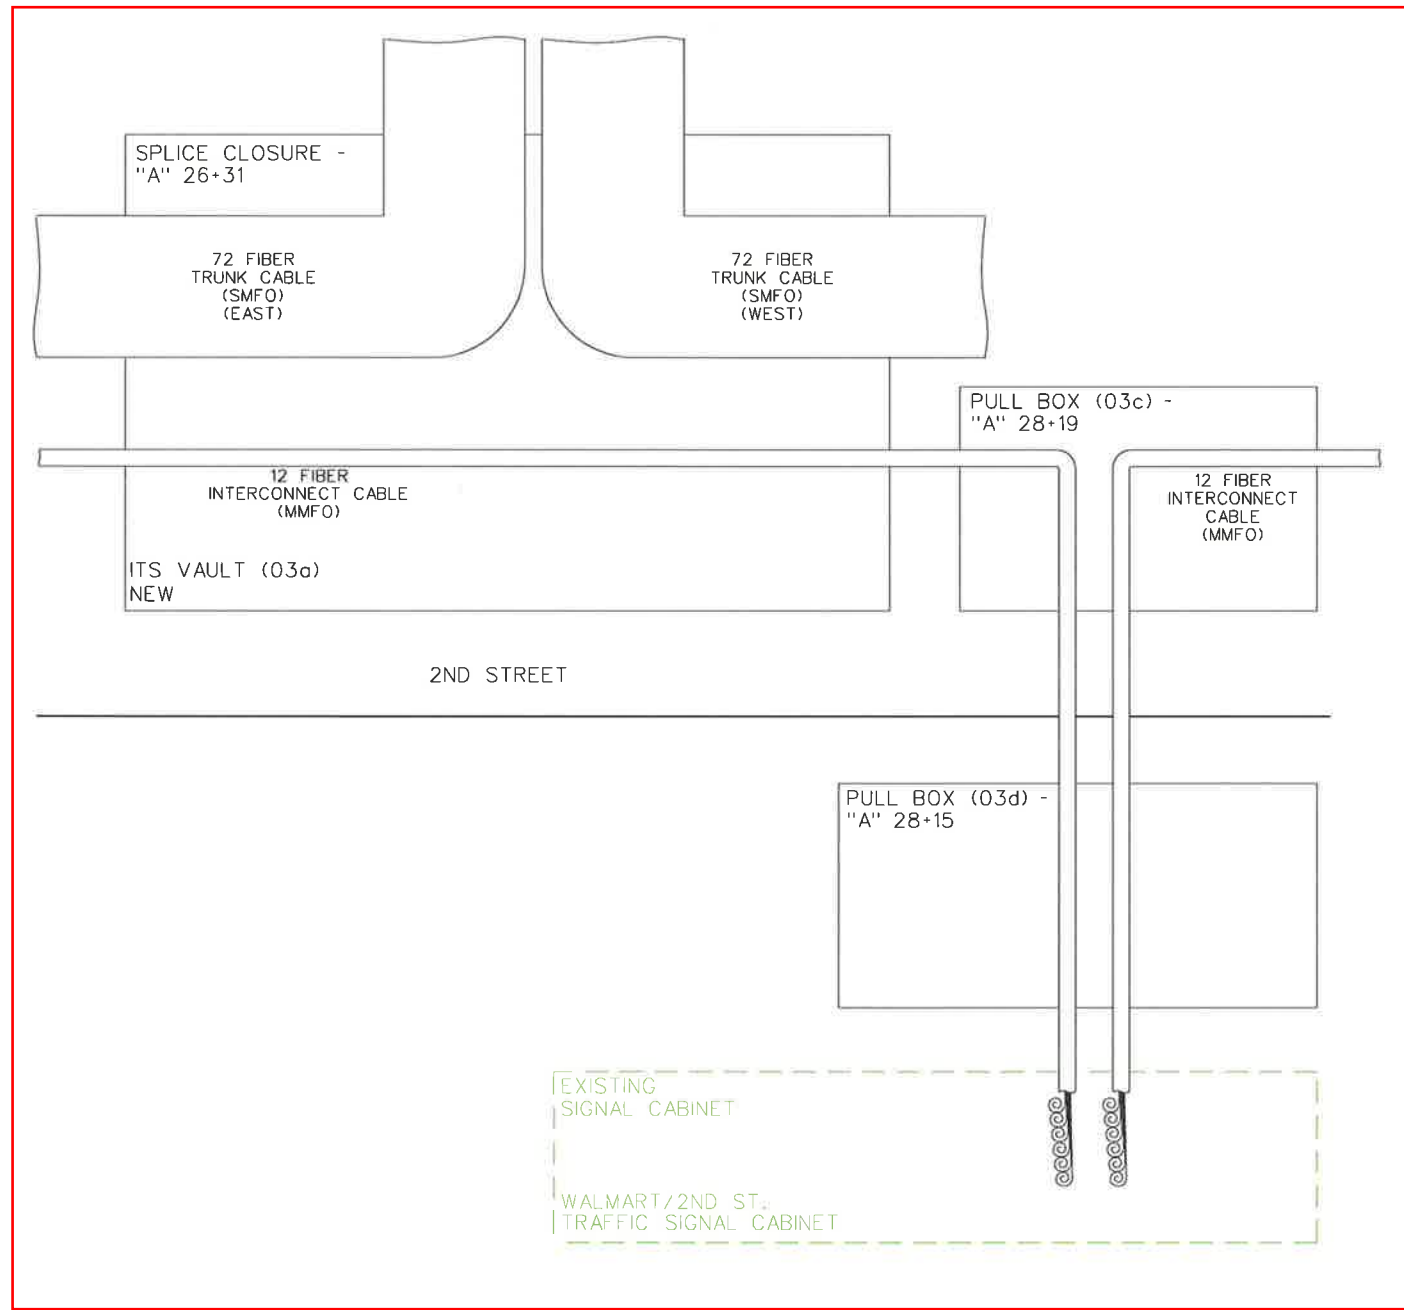 SPLICE CLOSURE -
"A" 26+31
72 FIBER
TRUNK CABLE
(SMFO)
(EAST)
72 FIBER
TRUNK CABLE
(SMFO)
(WEST)
PULL BOX (03c) -
"A" 28+19
12 FIBER
INTERCONNECT CABLE
(MMFO)
12 FIBER
INTERCONNECT
CABLE
(MMFO)
ITS VAULT (03a)
NEW
2ND STREET
PULL BOX (03d) -
"A" 28+15
EXISTING
SIGNAL CABINET
WALMART/2ND ST.
TRAFFIC SIGNAL CABINET